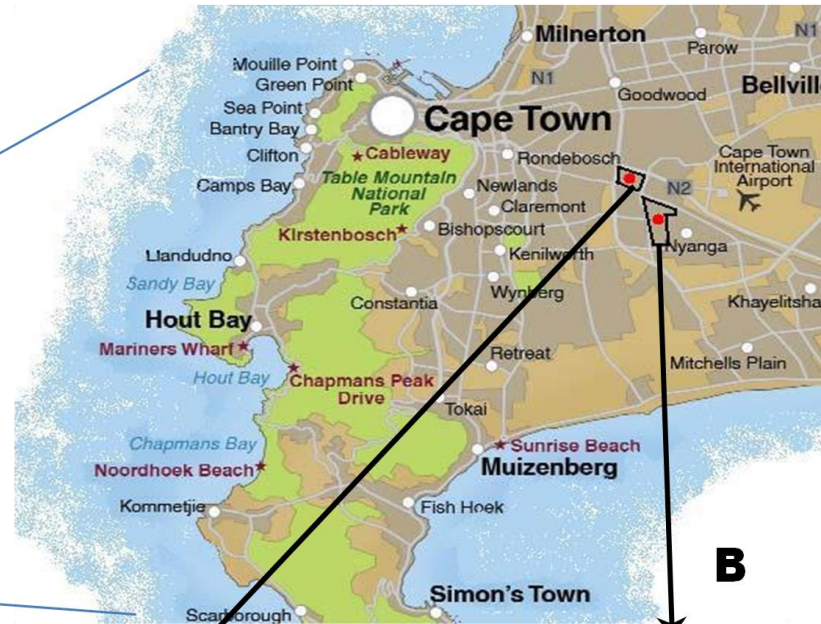 Milnerton
N1
Parow
Mouille Point
Green Point
N1
Goodwood
Bellvill
Sea Point
Bantry Bay
Cape Town
Clifton
Cableway
Rondebosch
Cape Town
International
Airport
Camps Bay
Table Mountain
National
Park
Newlands
N2
Claremont
Kirstenbosch
Bishopscourt
Nyanga
Llandudno
Kenilworth
Sandy Bay
Wynberg
Constantia
Khayelitsha
Hout Bay
Mariners Wharf
Retreat
Mitchells Plain
Hout Bay
Chapmans Peak
Drive
Tokai
Chapmans Bay
Sunrise Beach
Noordhoek Beach
Muizenberg
Kommetjie
Fish Hoek
B
Simon's Town
Scarborough